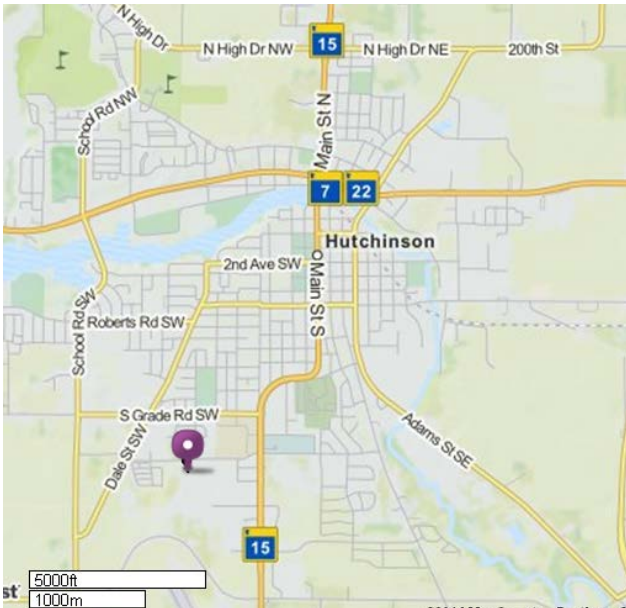 N High Dr
N High Dr NW
15
N High Dr NE
200th St
School Rd NW
N Main St
7
22
Hutchinson
2nd Ave SW
Main St S
School Rd SW
Roberts Rd SW
S Grade Rd SW
Dale St SW
Adams St SE
15
5000ft
1000m